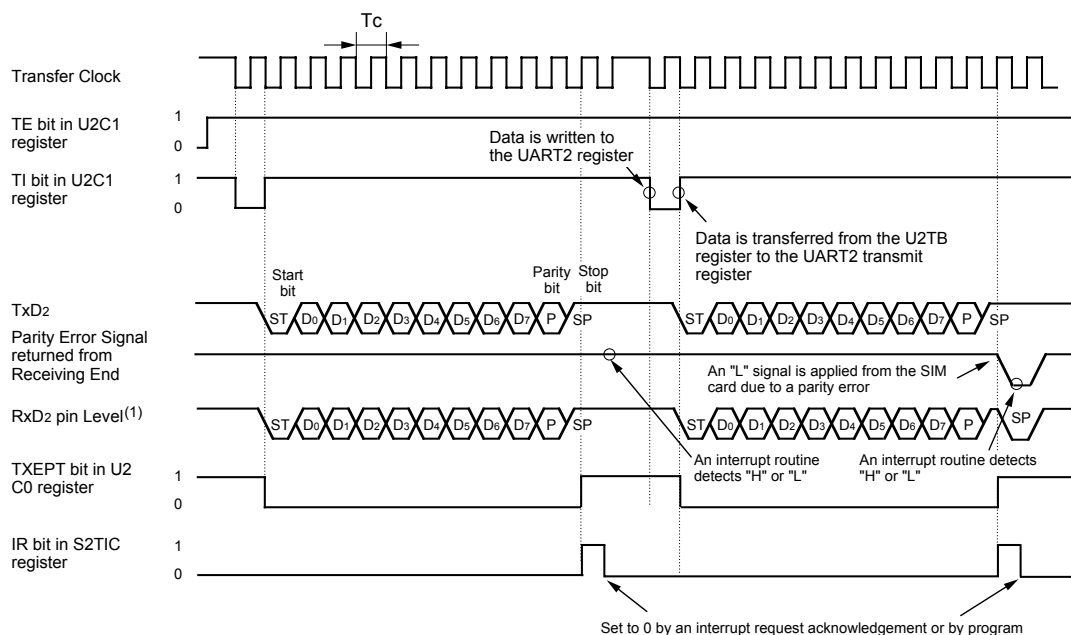 Tc
Transfer Clock
TE bit in U2C1
register
1
0
Data is written to
the UART2 register
TI bit in U2C1
register
1
0
Data is transferred from the U2TB
register to the UART2 transmit
register
Start
bit
Parity
bit
Stop
bit
TxD2
ST D0 D1 D2 D3 D4 D5 D6 D7 P SP ST D0 D1 D2 D3 D4 D5 D6 D7 P SP
Parity Error Signal
returned from
Receiving End
An "L" signal is applied from the SIM
card due to a parity error
RxD2 pin Level(1)
ST D0 D1 D2 D3 D4 D5 D6 D7 P SP ST D0 D1 D2 D3 D4 D5 D6 D7 P SP
An interrupt routine
detects "H" or "L"
An interrupt routine detects
"H" or "L"
TXEPT bit in U2
C0 register
1
0
IR bit in S2TIC
register
1
0
Set to 0 by an interrupt request acknowledgement or by program